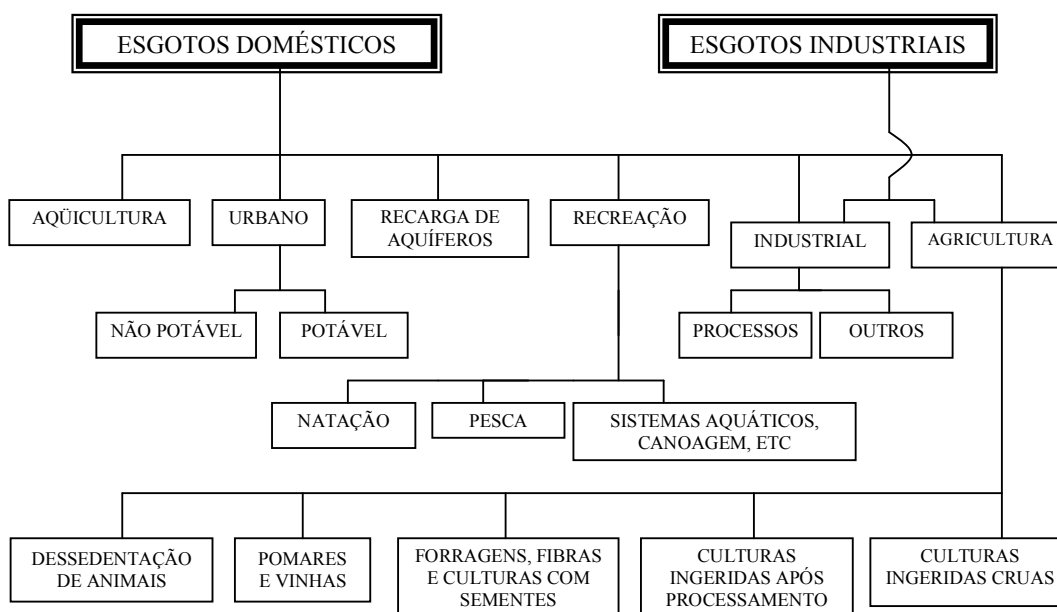 ESGOTOS DOMÉSTICOS
ESGOTOS INDUSTRIAIS
AQÜICULTURA
URBANO
RECARGA DE
AQUÍFEROS
RECREAÇÃO
INDUSTRIAL
AGRICULTURA
NÃO POTÁVEL
POTÁVEL
PROCESSOS
OUTROS
NATAÇÃO
PESCA
SISTEMAS AQUÁTICOS,
CANOAGEM, ETC
DESSEDENTAÇÃO
DE ANIMAIS
POMARES
E VINHAS
FORRAGENS, FIBRAS
E CULTURAS COM
SEMENTES
CULTURAS
INGERIDAS APÓS
PROCESSAMENTO
CULTURAS
INGERIDAS CRUAS